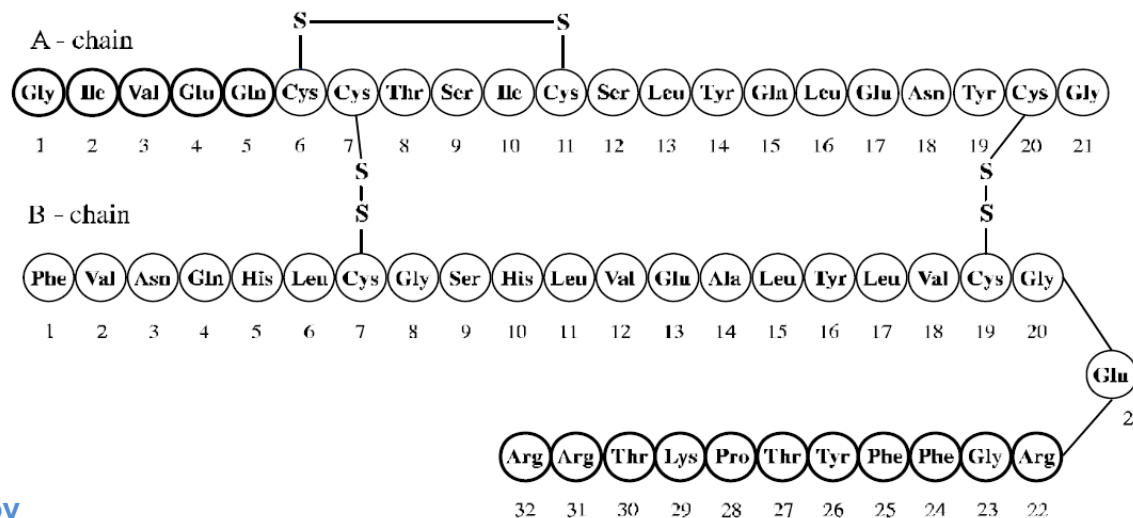 S S
A - chain
Gly Ile Val Glu Gln Cys Cys Thr Ser Ile Cys Ser Leu Tyr Gln Leu Glu Asn Tyr Cys Gly
1 2 3 4 5 6 7 8 9 10 11 12 13 14 15 16 17 18 19 20 21
S S
B - chain
S S
Phe Val Asn Gln His Leu Cys Gly Ser His Leu Val Glu Ala Leu Tyr Leu Val Cys Gly
1 2 3 4 5 6 7 8 9 10 11 12 13 14 15 16 17 18 19 20
Glu
2
Arg Arg Thr Lys Pro Thr Tyr Phe Phe Gly Arg
32 31 30 29 28 27 26 25 24 23 22